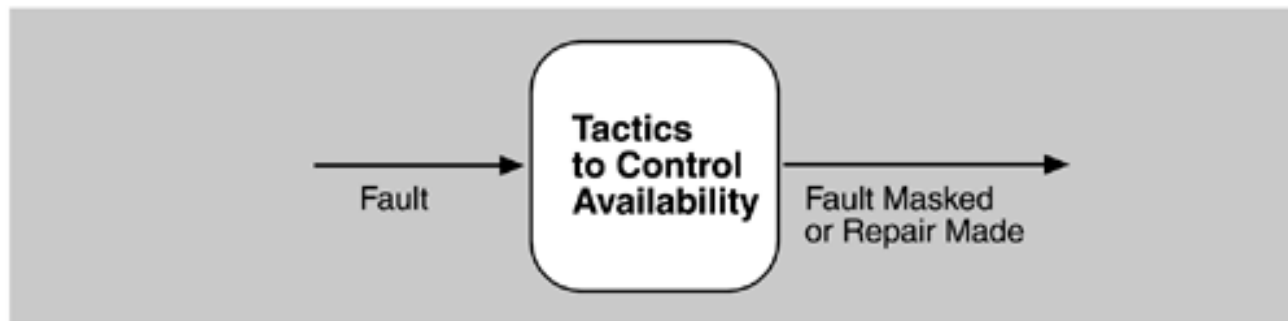 Fault
Tactics
to Control
Availability
Fault Masked
or Repair Made